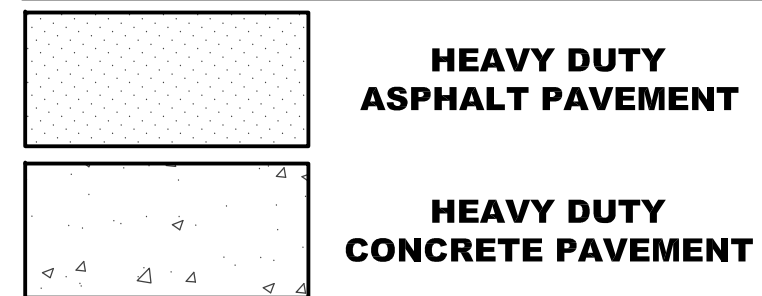 HEAVY DUTY
ASPHALT PAVEMENT
HEAVY DUTY
CONCRETE PAVEMENT